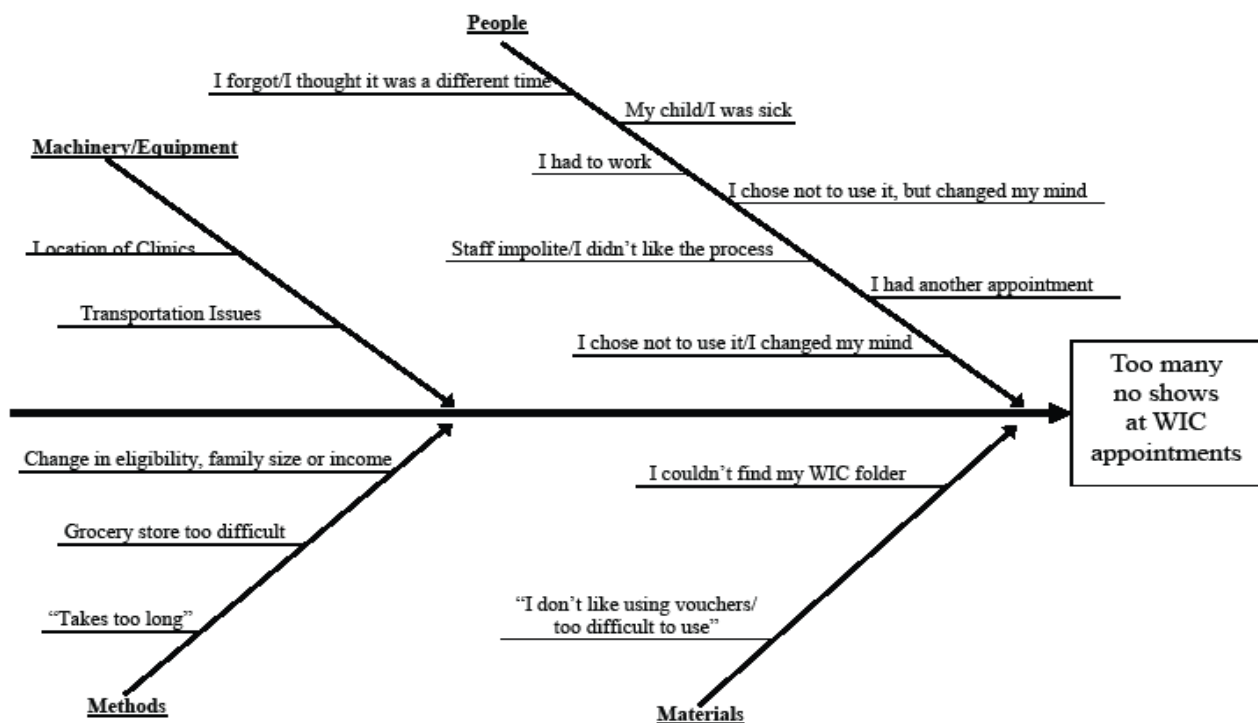 People
I forgot/I thought it was a different time
My child/I was sick
Machinery/Equipment
I had to work
I chose not to use it, but changed my mind
Location of Clinics
Staff impolite/I didn’t like the process
I had another appointment
Transportation Issues
I chose not to use it/I changed my mind
Too many
no shows
at WIC
appointments
Change in eligibility, family size or income
I couldn’t find my WIC folder
Grocery store too difficult
“Takes too long”
“I don’t like using vouchers/
too difficult to use”
Methods
Materials